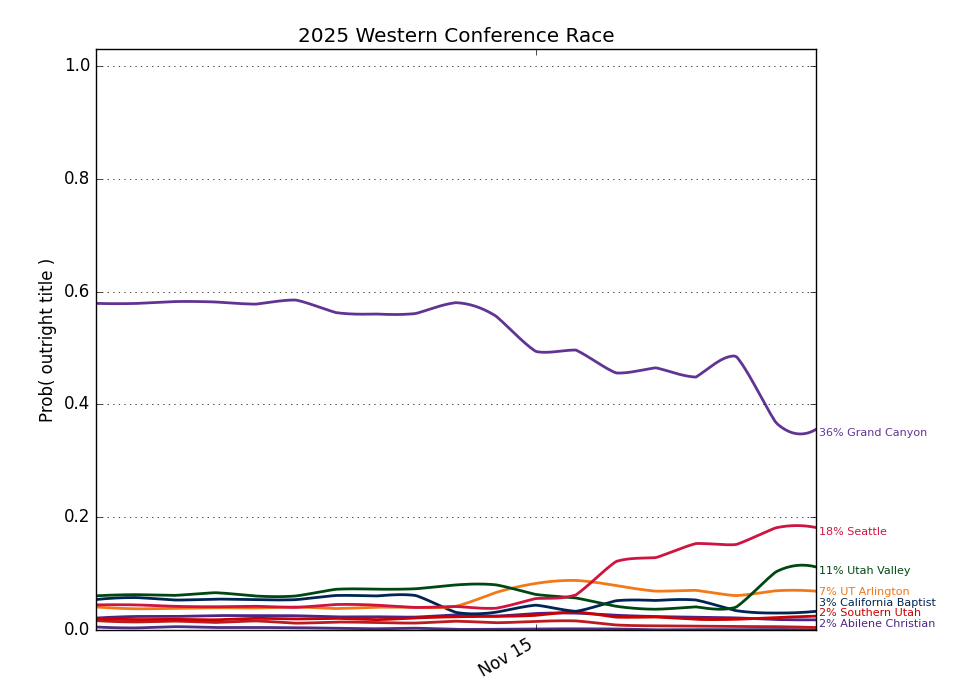 2025 Western Conference Race
1.0
0.8
0.6
0.4
0.2
0.0
Prob( outright title )
Nov 15
36% Grand Canyon
18% Seattle
11% Utah Valley
7% UT Arlington
3% California Baptist
2% Southern Utah
2% Abilene Christian